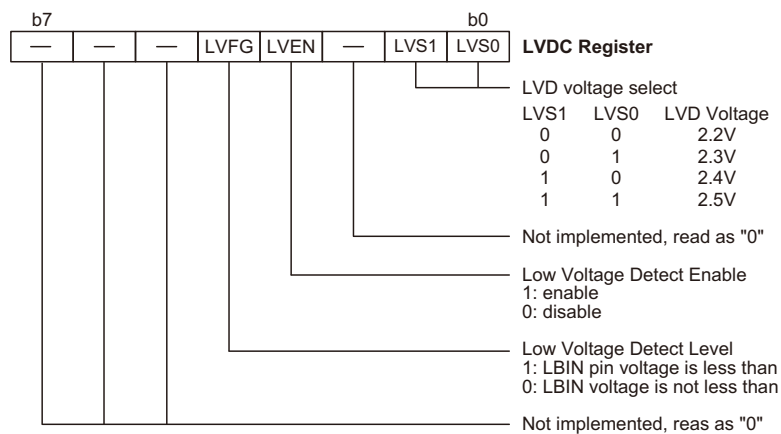 b7 b0
— — — LVFG LVEN — LVS1 LVS0 LVDC Register
LVD voltage select
LVS1 LVS0 LVD Voltage
0 0 2.2V
0 1 2.3V
1 0 2.4V
1 1 2.5V
Not implemented, read as "0"
Low Voltage Detect Enable
1: enable
0: disable
Low Voltage Detect Level
1: LBIN pin voltage is less than
0: LBIN voltage is not less than
Not implemented, reas as "0"